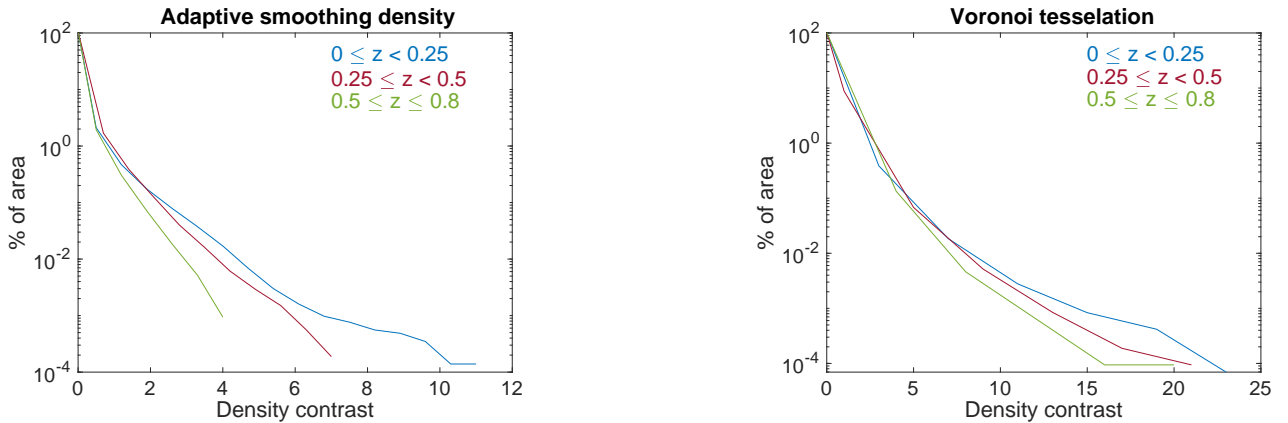 Adaptive smoothing density
10^2
10^0
10^-2
10^-4
% of area
0 ≤ z < 0.25
0.25 ≤ z < 0.5
0.5 ≤ z ≤ 0.8
0 2 4 6 8 10 12
Density contrast
Voronoi tesselation
10^2
10^0
10^-2
10^-4
% of area
0 ≤ z < 0.25
0.25 ≤ z < 0.5
0.5 ≤ z ≤ 0.8
0 5 10 15 20 25
Density contrast